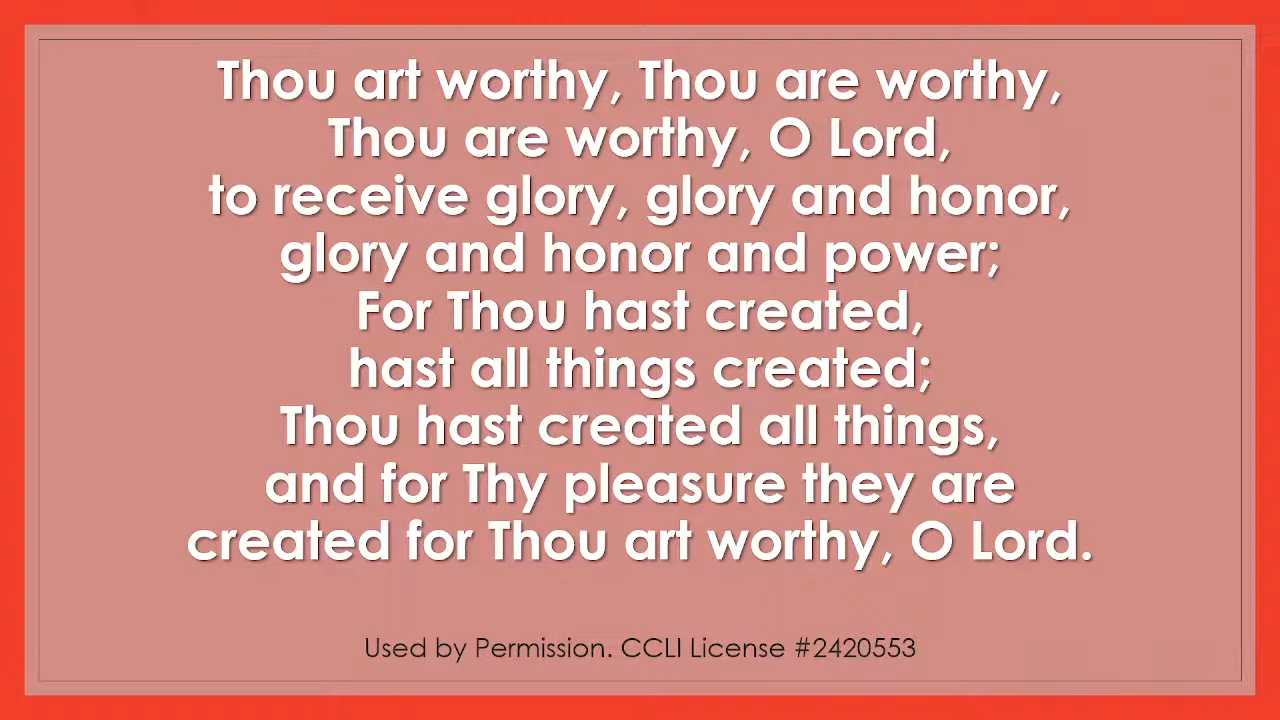 Thou art worthy, Thou are worthy,
Thou are worthy, O Lord,
to receive glory, glory and honor,
glory and honor and power;
For Thou hast created,
hast all things created;
Thou hast created all things,
and for Thy pleasure they are
created for Thou art worthy, O Lord.
Used by Permission. CCLI License #2420553